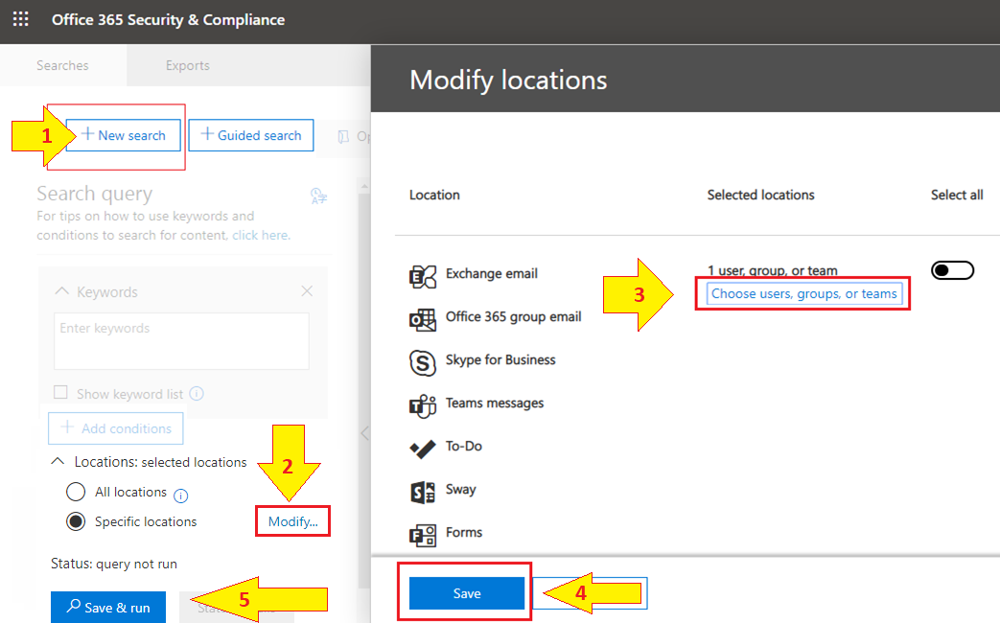 Office 365 Security & Compliance
Searches
Exports
1
New search
Guided search
Op
Search query
For tips on how to use keywords and
conditions to search for content, click here.
Keywords
Enter keywords
Show keyword list
Add conditions
Locations: selected locations
All locations
Specific locations
2
Modify...
Status: query not run
Save & run
5
Modify locations
Location
Selected locations
Select all
Exchange email
1 user, group, or team
3
Choose users, groups, or teams
Office 365 group email
Skype for Business
Teams messages
To-Do
Sway
Forms
Save
4